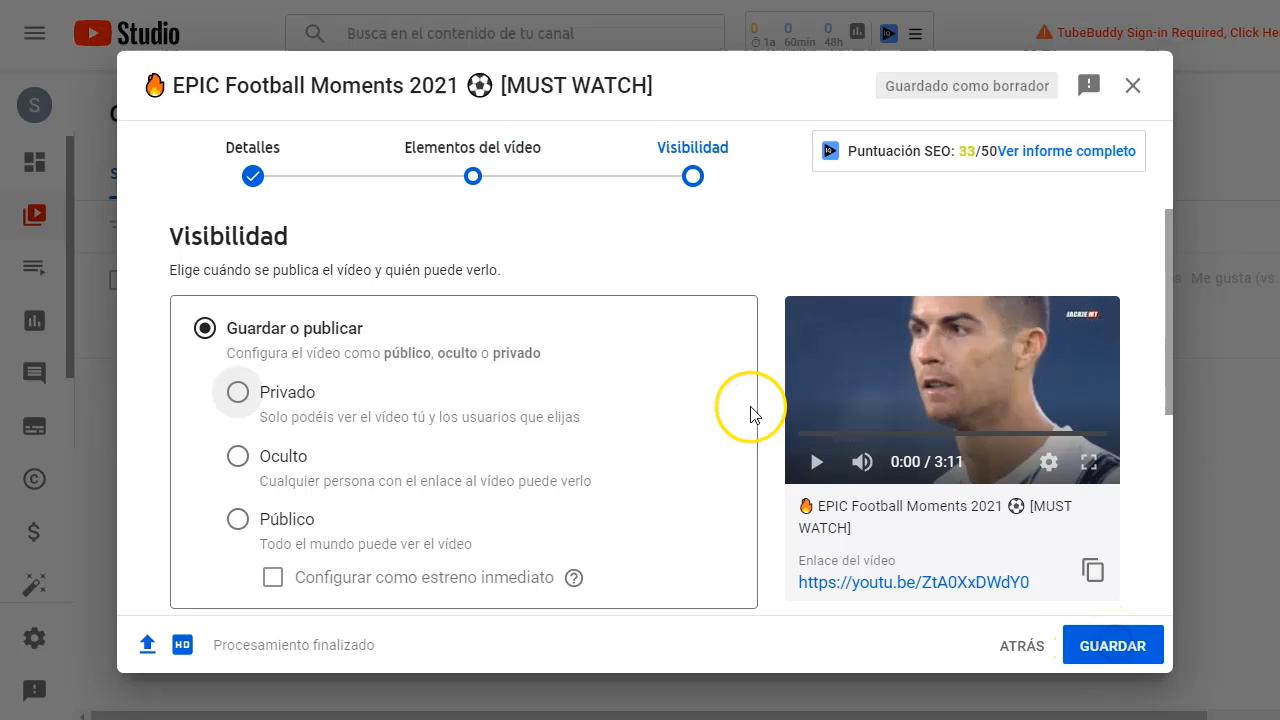 Studio
Busca en el contenido de tu canal
0 0 0
1a 60min 48h
TubeBuddy Sign-in Required, Click Here
S
🔥 EPIC Football Moments 2021 ⚽ [MUST WATCH]
Guardado como borrador
Detalles
Elementos del vídeo
Visibilidad
IQ
Puntuación SEO: 33/50Ver informe completo
Visibilidad
Elige cuándo se publica el vídeo y quién puede verlo.
Guardar o publicar
Configura el vídeo como público, oculto o privado
Privado
Solo podéis ver el vídeo tú y los usuarios que elijas
Oculto
Cualquier persona con el enlace al vídeo puede verlo
Público
Todo el mundo puede ver el vídeo
Configurar como estreno inmediato
JACKIE MY
0:00 / 3:11
🔥 EPIC Football Moments 2021 ⚽ [MUST
WATCH]
Enlace del vídeo
https://youtu.be/ZtA0XxDWdY0
Me gusta (vs.
HD
Procesamiento finalizado
ATRÁS
GUARDAR